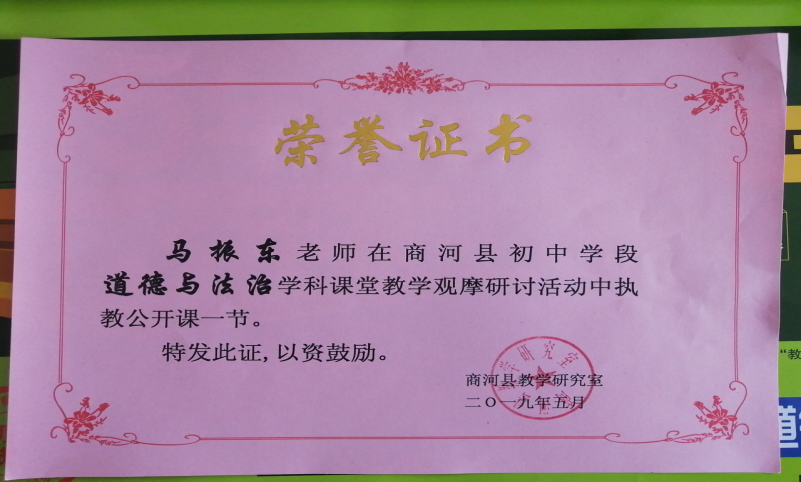 荣誉证书
马振东老师在商河县初中学段
道德与法治学科课堂教学观摩研讨活动中执
教公开课一节。
特发此证,以资鼓励。
商河县教学研究室
二〇一九年五月
"教
道